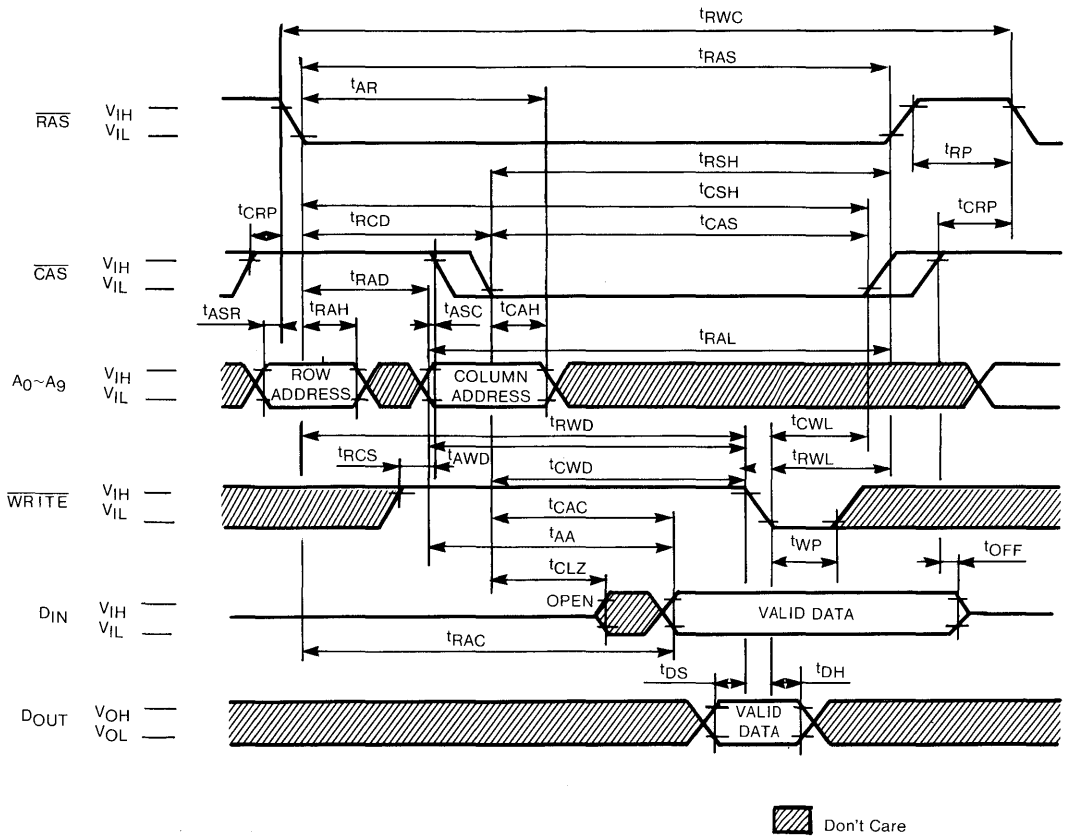 tRWC
tRAS
tAR
RAS VIH
VIL
tRP
tRSH
tCSH
tCRP
tCRP
tRCD
tCAS
CAS VIH
VIL
tRAD
tASR tRAH tASC tCAH
tRAL
A0~A9 VIH
VIL
ROW ADDRESS
COLUMN ADDRESS
tRWD
tCWL
tRCS tAWD tCWD tRWL
WRITE VIH
VIL
tCAC
tAA
tWP
tOFF
tCLZ
OPEN
DIN VIH
VIL
VALID DATA
tRAC
tDS tDH
DOUT VOH
VOL
VALID DATA
Don't Care